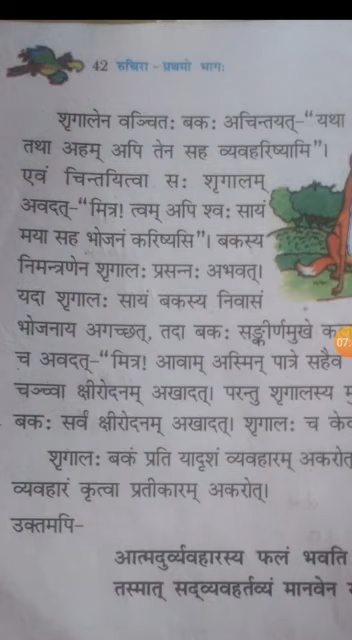 42 रुचिरा - प्रथमो भागः
शृगालेन वञ्चितः बकः अचिन्तयत्-“यथा
तथा अहम् अपि तेन सह व्यवहरिष्यामि”।
एवं चिन्तयित्वा सः शृगालम्
अवदत्-“मित्र! त्वम् अपि श्वः सायं
मया सह भोजनं करिष्यसि”। बकस्य
निमन्त्रणेन शृगालः प्रसन्नः अभवत्।
यदा शृगालः सायं बकस्य निवासं
भोजनाय अगच्छत्, तदा बकः सङ्कीर्णमुखे
च अवदत्-“मित्र! आवाम् अस्मिन् पात्रे सहैव
चञ्च्वा क्षीरोदनम् अखादत्। परन्तु शृगालस्य
बकः सर्वं क्षीरोदनम् अखादत्। शृगालः च
शृगालः बकं प्रति यादृशं व्यवहारम् अकरोत्
व्यवहारं कृत्वा प्रतीकारम् अकरोत्।
उक्तमपि-
आत्मदुर्व्यवहारस्य फलं भवति
तस्मात् सद्व्यवहर्तव्यं मानवेन